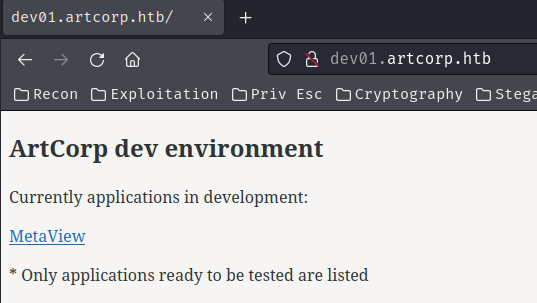 dev01.artcorp.htb/
dev01.artcorp.htb
Recon Exploitation Priv Esc Cryptography Stega
ArtCorp dev environment
Currently applications in development:
MetaView
* Only applications ready to be tested are listed